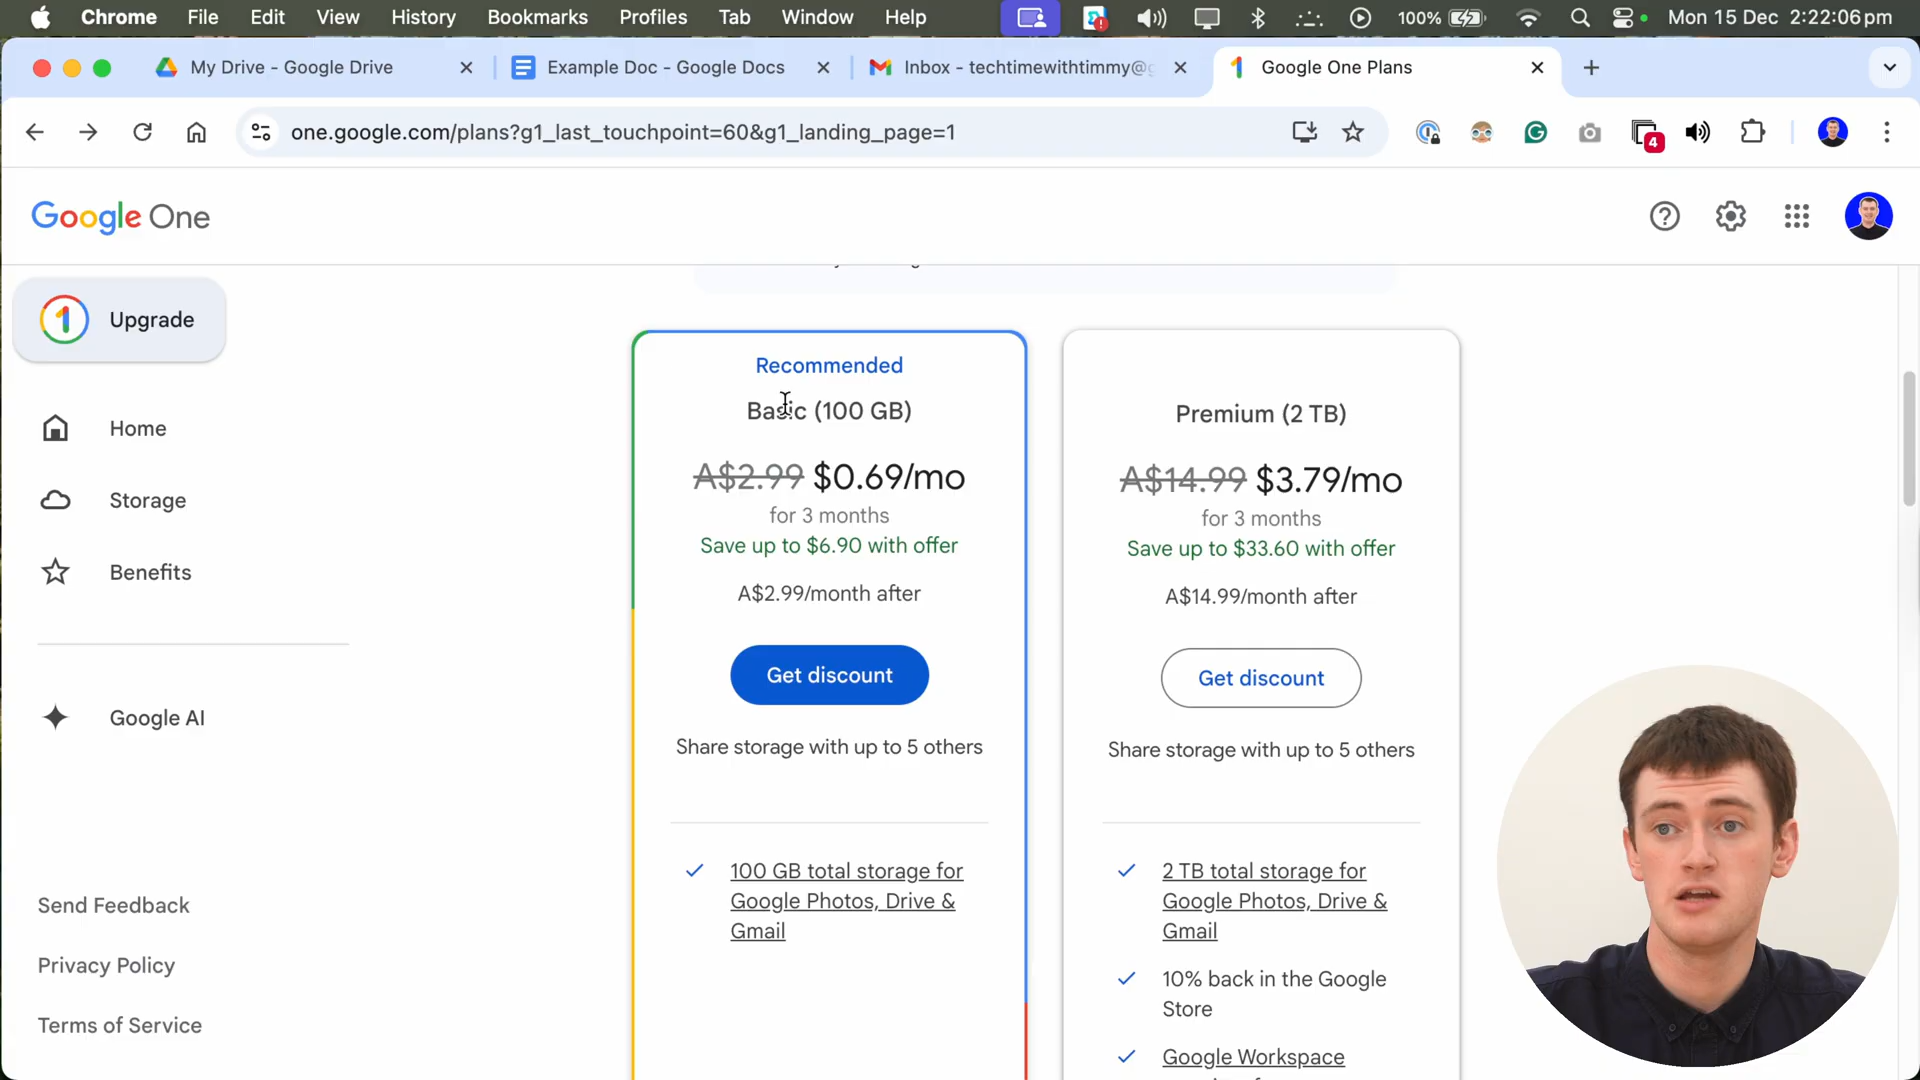 Chrome File Edit View History Bookmarks Profiles Tab Window Help 100% Mon 15 Dec 2:22:06 pm
My Drive - Google Drive
Example Doc - Google Docs
Inbox - techtimewithtimmy@
Google One Plans
one.google.com/plans?g1_last_touchpoint=60&g1_landing_page=1
4
Google One
Upgrade
Home
Storage
Benefits
Google AI
Send Feedback
Privacy Policy
Terms of Service
Recommended
Basic (100 GB)
A$2.99 $0.69/mo
for 3 months
Save up to $6.90 with offer
A$2.99/month after
Get discount
Share storage with up to 5 others
100 GB total storage for
Google Photos, Drive &
Gmail
Premium (2 TB)
A$14.99 $3.79/mo
for 3 months
Save up to $33.60 with offer
A$14.99/month after
Get discount
Share storage with up to 5 others
2 TB total storage for
Google Photos, Drive &
Gmail
10% back in the Google
Store
Google Workspace